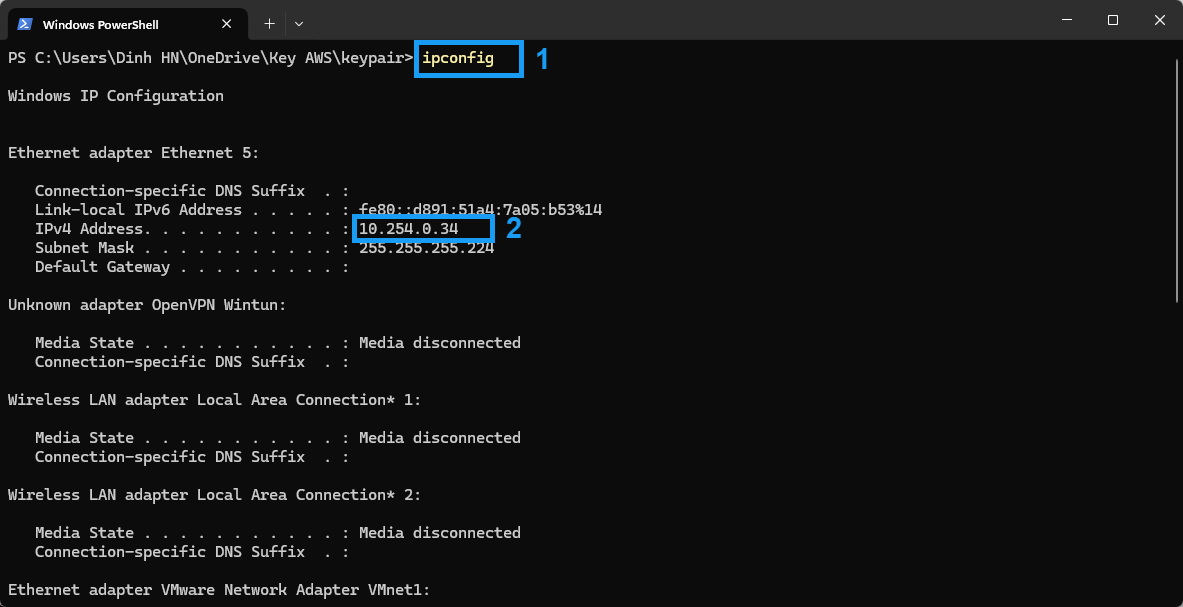 Windows PowerShell
PS C:\Users\Dinh HN\OneDrive\Key AWS\keypair> ipconfig 1
Windows IP Configuration
Ethernet adapter Ethernet 5:
Connection-specific DNS Suffix . :
Link-local IPv6 Address . . . . . : fe80::d891:51a4:7a05:b53%14
IPv4 Address. . . . . . . . . . . : 10.254.0.34 2
Subnet Mask . . . . . . . . . . . : 255.255.255.224
Default Gateway . . . . . . . . . :
Unknown adapter OpenVPN Wintun:
Media State . . . . . . . . . . . : Media disconnected
Connection-specific DNS Suffix . :
Wireless LAN adapter Local Area Connection* 1:
Media State . . . . . . . . . . . : Media disconnected
Connection-specific DNS Suffix . :
Wireless LAN adapter Local Area Connection* 2:
Media State . . . . . . . . . . . : Media disconnected
Connection-specific DNS Suffix . :
Ethernet adapter VMware Network Adapter VMnet1: